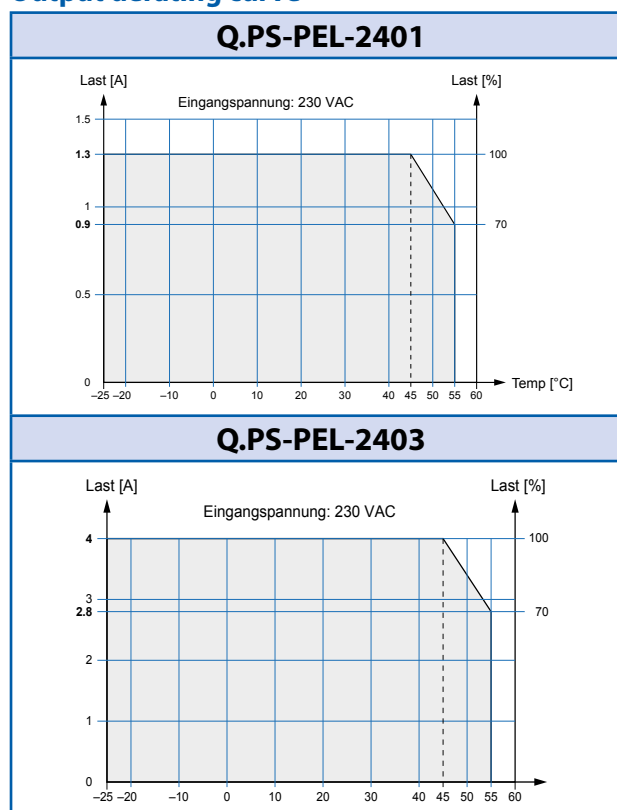 Q.PS-PEL-2401
Last [A]
Last [%]
Eingangspannung: 230 VAC
1.5
1.3
100
1
0.9
70
0.5
0
–25 –20 –10 0 10 20 30 40 45 50 55 60
Temp [°C]
Q.PS-PEL-2403
Last [A]
Last [%]
Eingangspannung: 230 VAC
4
100
3
2.8
70
2
1
0
–25 –20 –10 0 10 20 30 40 45 50 55 60